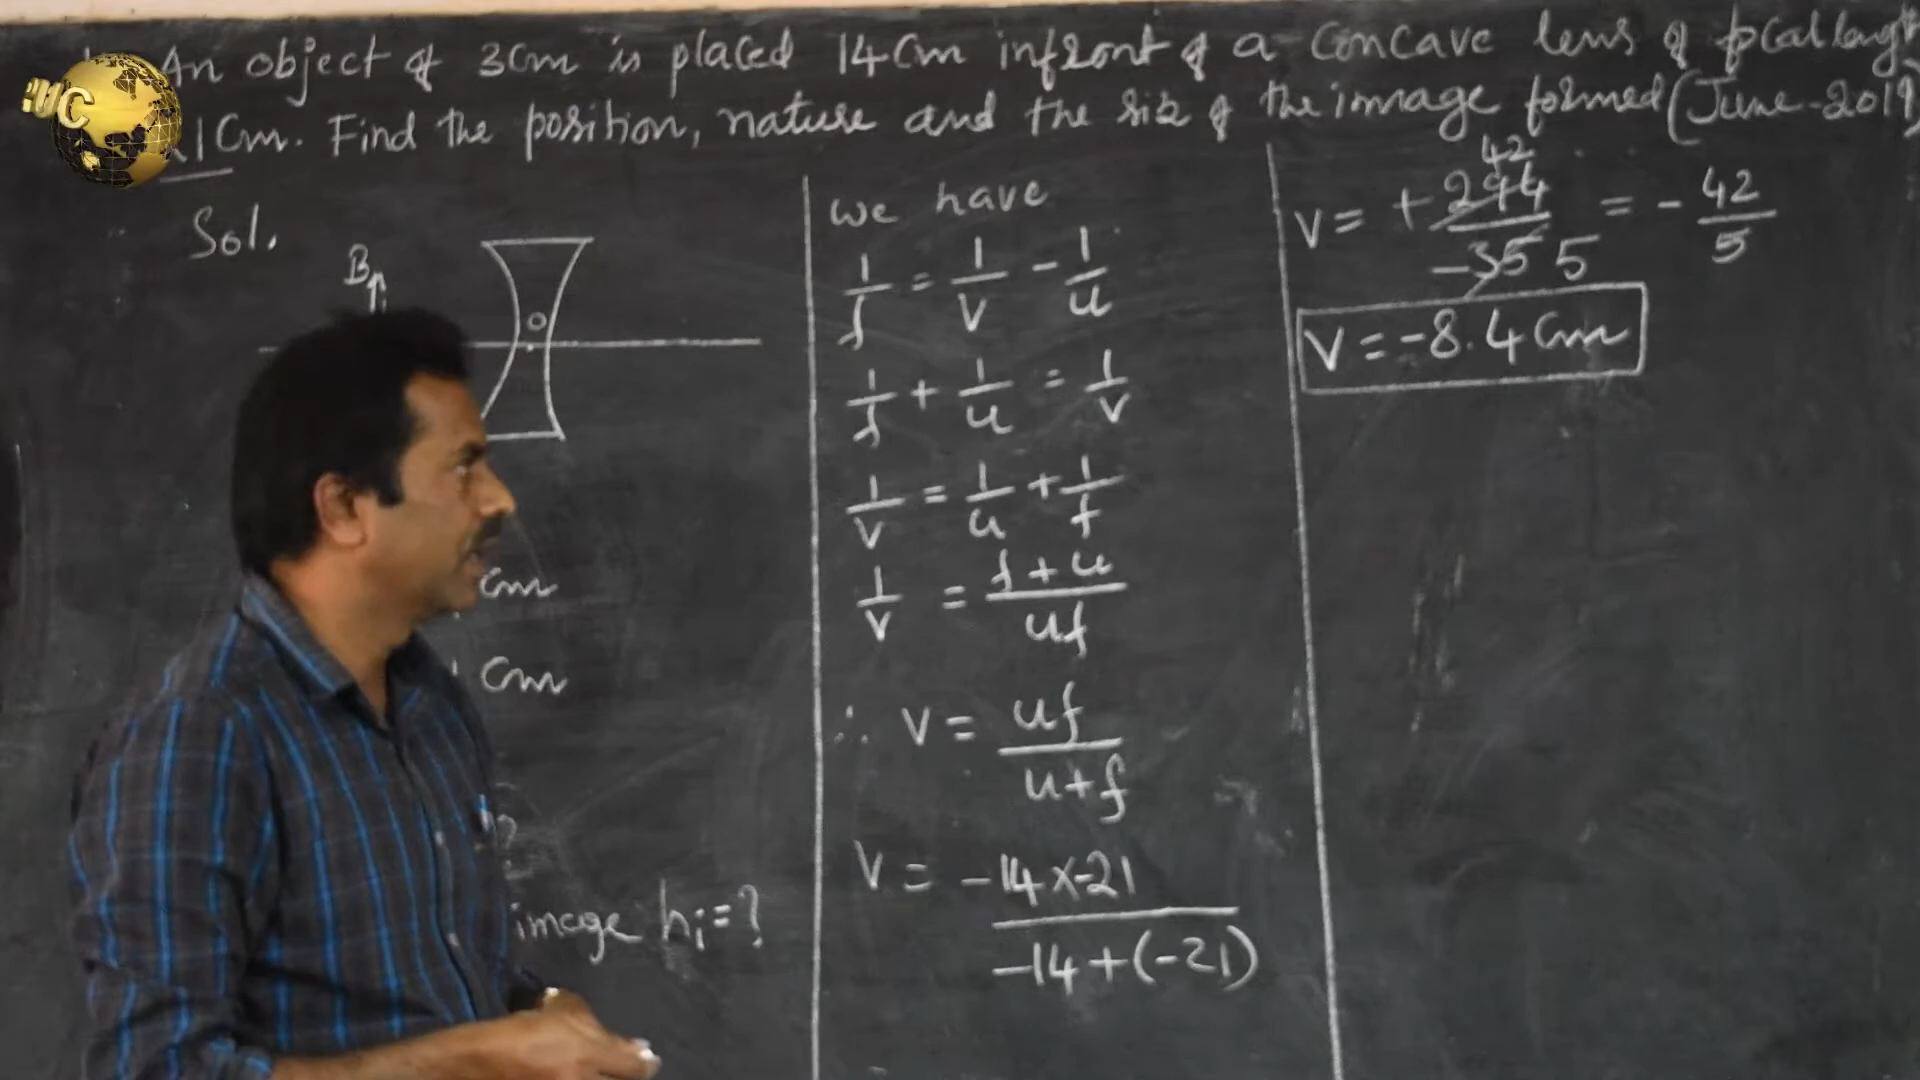 An object of 3cm is placed 14cm infront of a Concave lens of focal lenght
1cm. Find the position, nature and the size of the image formed (June-2019)
PUC
Sol.
B
O
cm
cm
?
image hi=?
we have
1/f = 1/v - 1/u
1/f + 1/u = 1/v
1/v = 1/u + 1/f
1/v = f+u/uf
∴ v = uf/u+f
v = -14×-21/-14+(-21)
42
v = +294/-35 5 = -42/5
v = -8.4cm